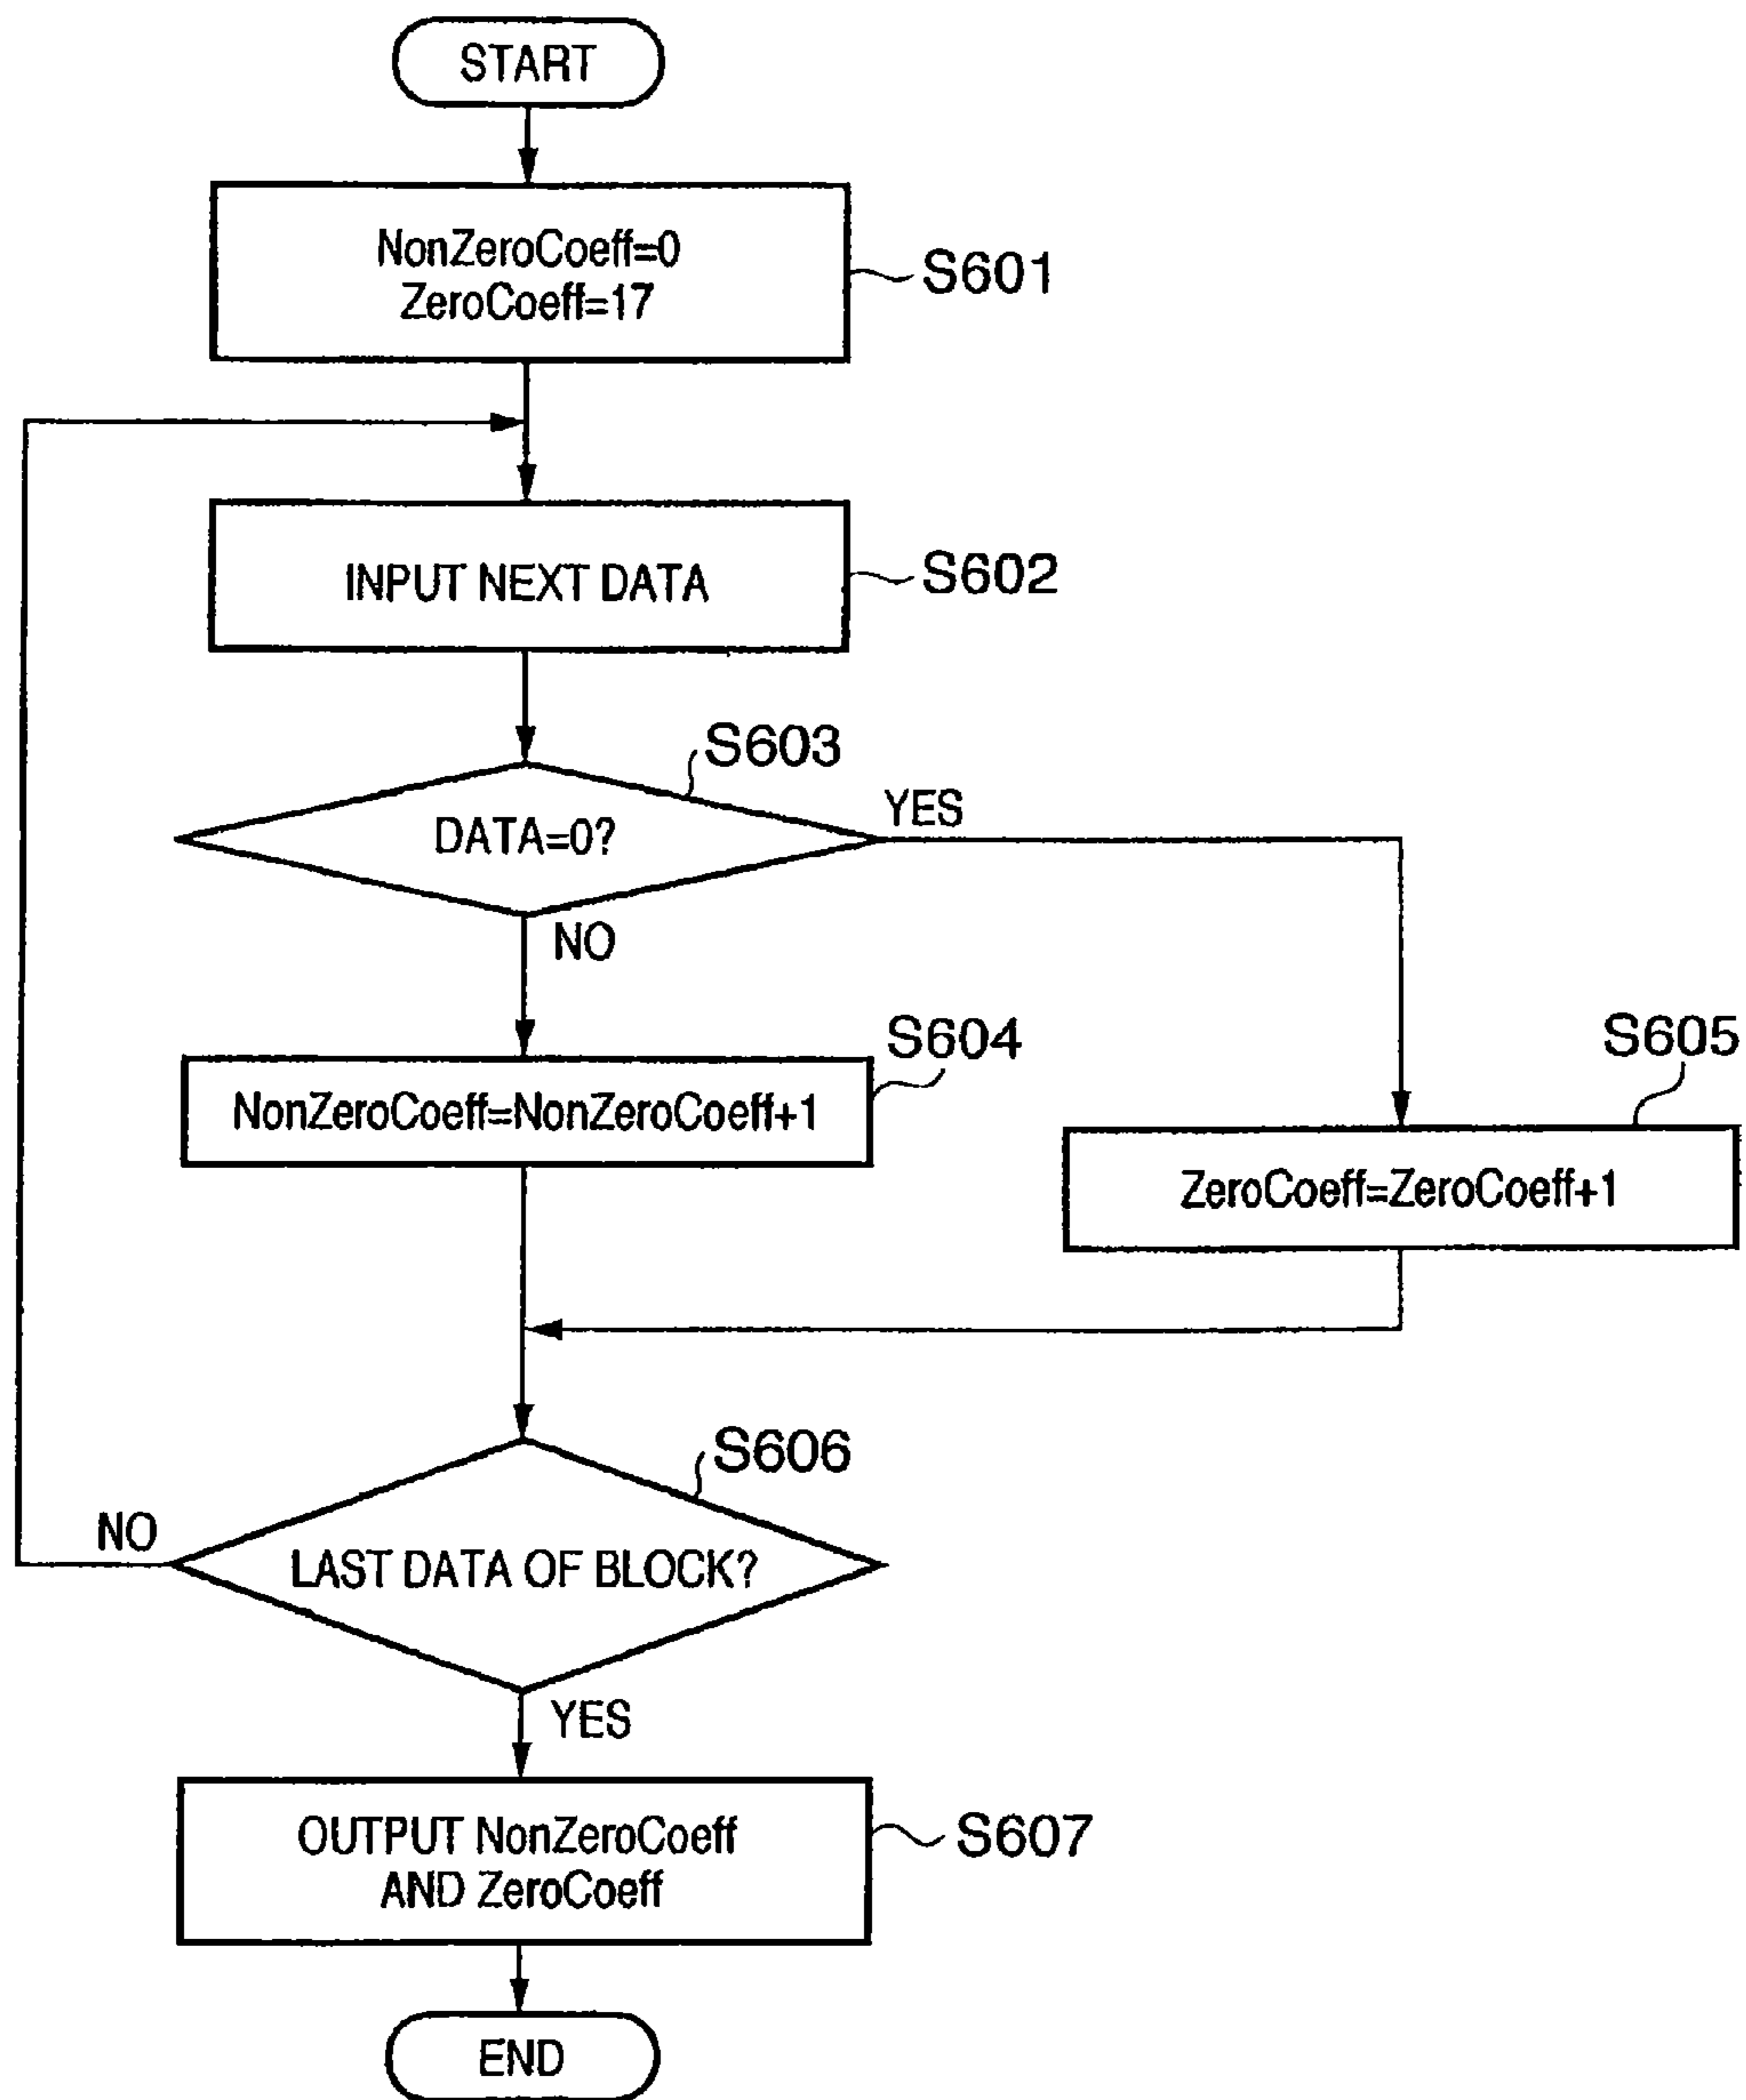 START
NonZeroCoeff=0
ZeroCoeff=17
S601
INPUT NEXT DATA
S602
S603
DATA=0?
YES
NO
S604
NonZeroCoeff=NonZeroCoeff+1
S605
ZeroCoeff=ZeroCoeff+1
S606
NO
LAST DATA OF BLOCK?
YES
OUTPUT NonZeroCoeff
AND ZeroCoeff
S607
END